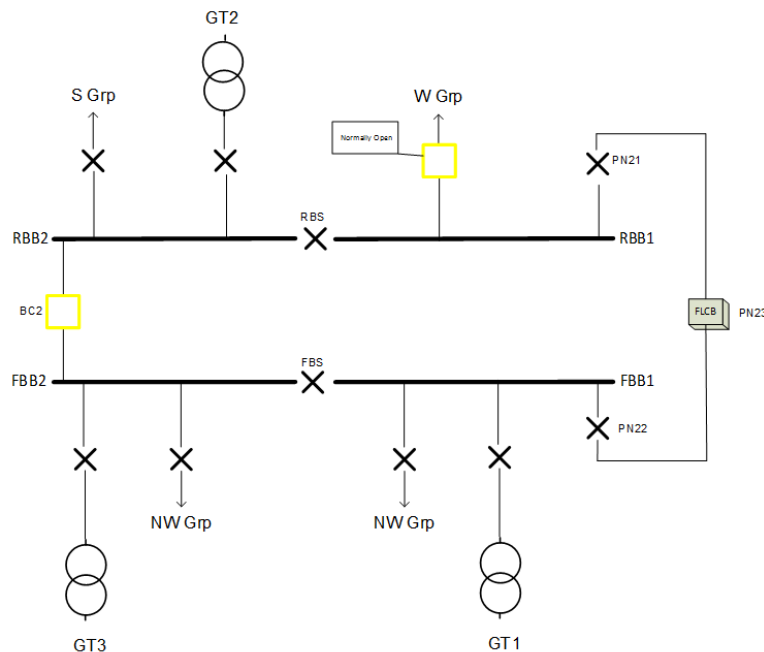 GT2
S Grp
W Grp
Normally Open
PN21
RBS
RBB2
RBB1
BC2
FLCB
PN23
FBS
FBB2
FBB1
PN22
NW Grp
NW Grp
GT3
GT1